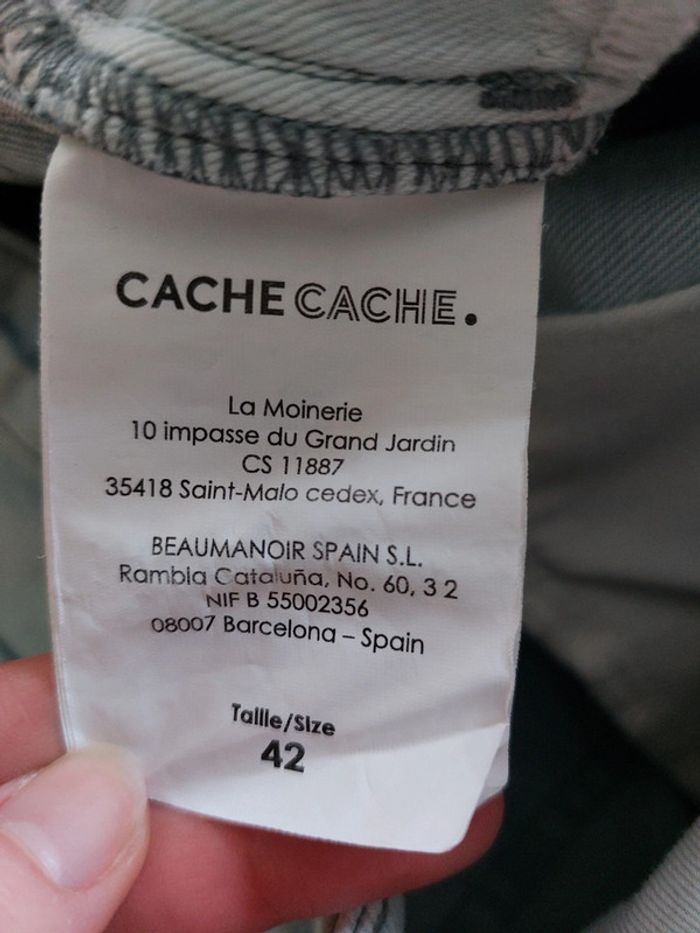 CACHE CACHE.
La Moinerie
10 impasse du Grand Jardin
CS 11887
35418 Saint-Malo cedex, France
BEAUMANOIR SPAIN S.L.
Rambla Cataluña, No. 60, 3 2
NIF B 55002356
08007 Barcelona – Spain
Taille/Size
42